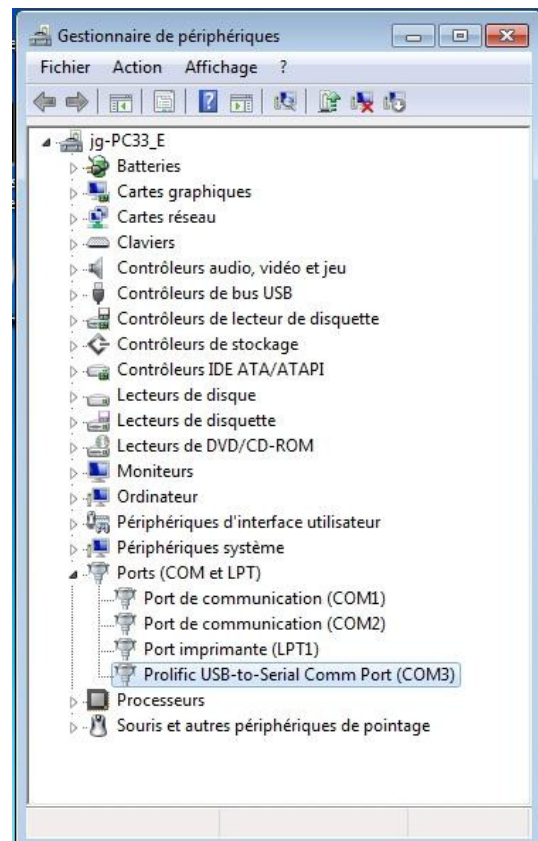 Gestionnaire de périphériques
Fichier Action Affichage ?
jg-PC33_E
Batteries
Cartes graphiques
Cartes réseau
Claviers
Contrôleurs audio, vidéo et jeu
Contrôleurs de bus USB
Contrôleurs de lecteur de disquette
Contrôleurs de stockage
Contrôleurs IDE ATA/ATAPI
Lecteurs de disque
Lecteurs de disquette
Lecteurs de DVD/CD-ROM
Moniteurs
Ordinateur
Périphériques d'interface utilisateur
Périphériques système
Ports (COM et LPT)
Port de communication (COM1)
Port de communication (COM2)
Port imprimante (LPT1)
Prolific USB-to-Serial Comm Port (COM3)
Processeurs
Souris et autres périphériques de pointage